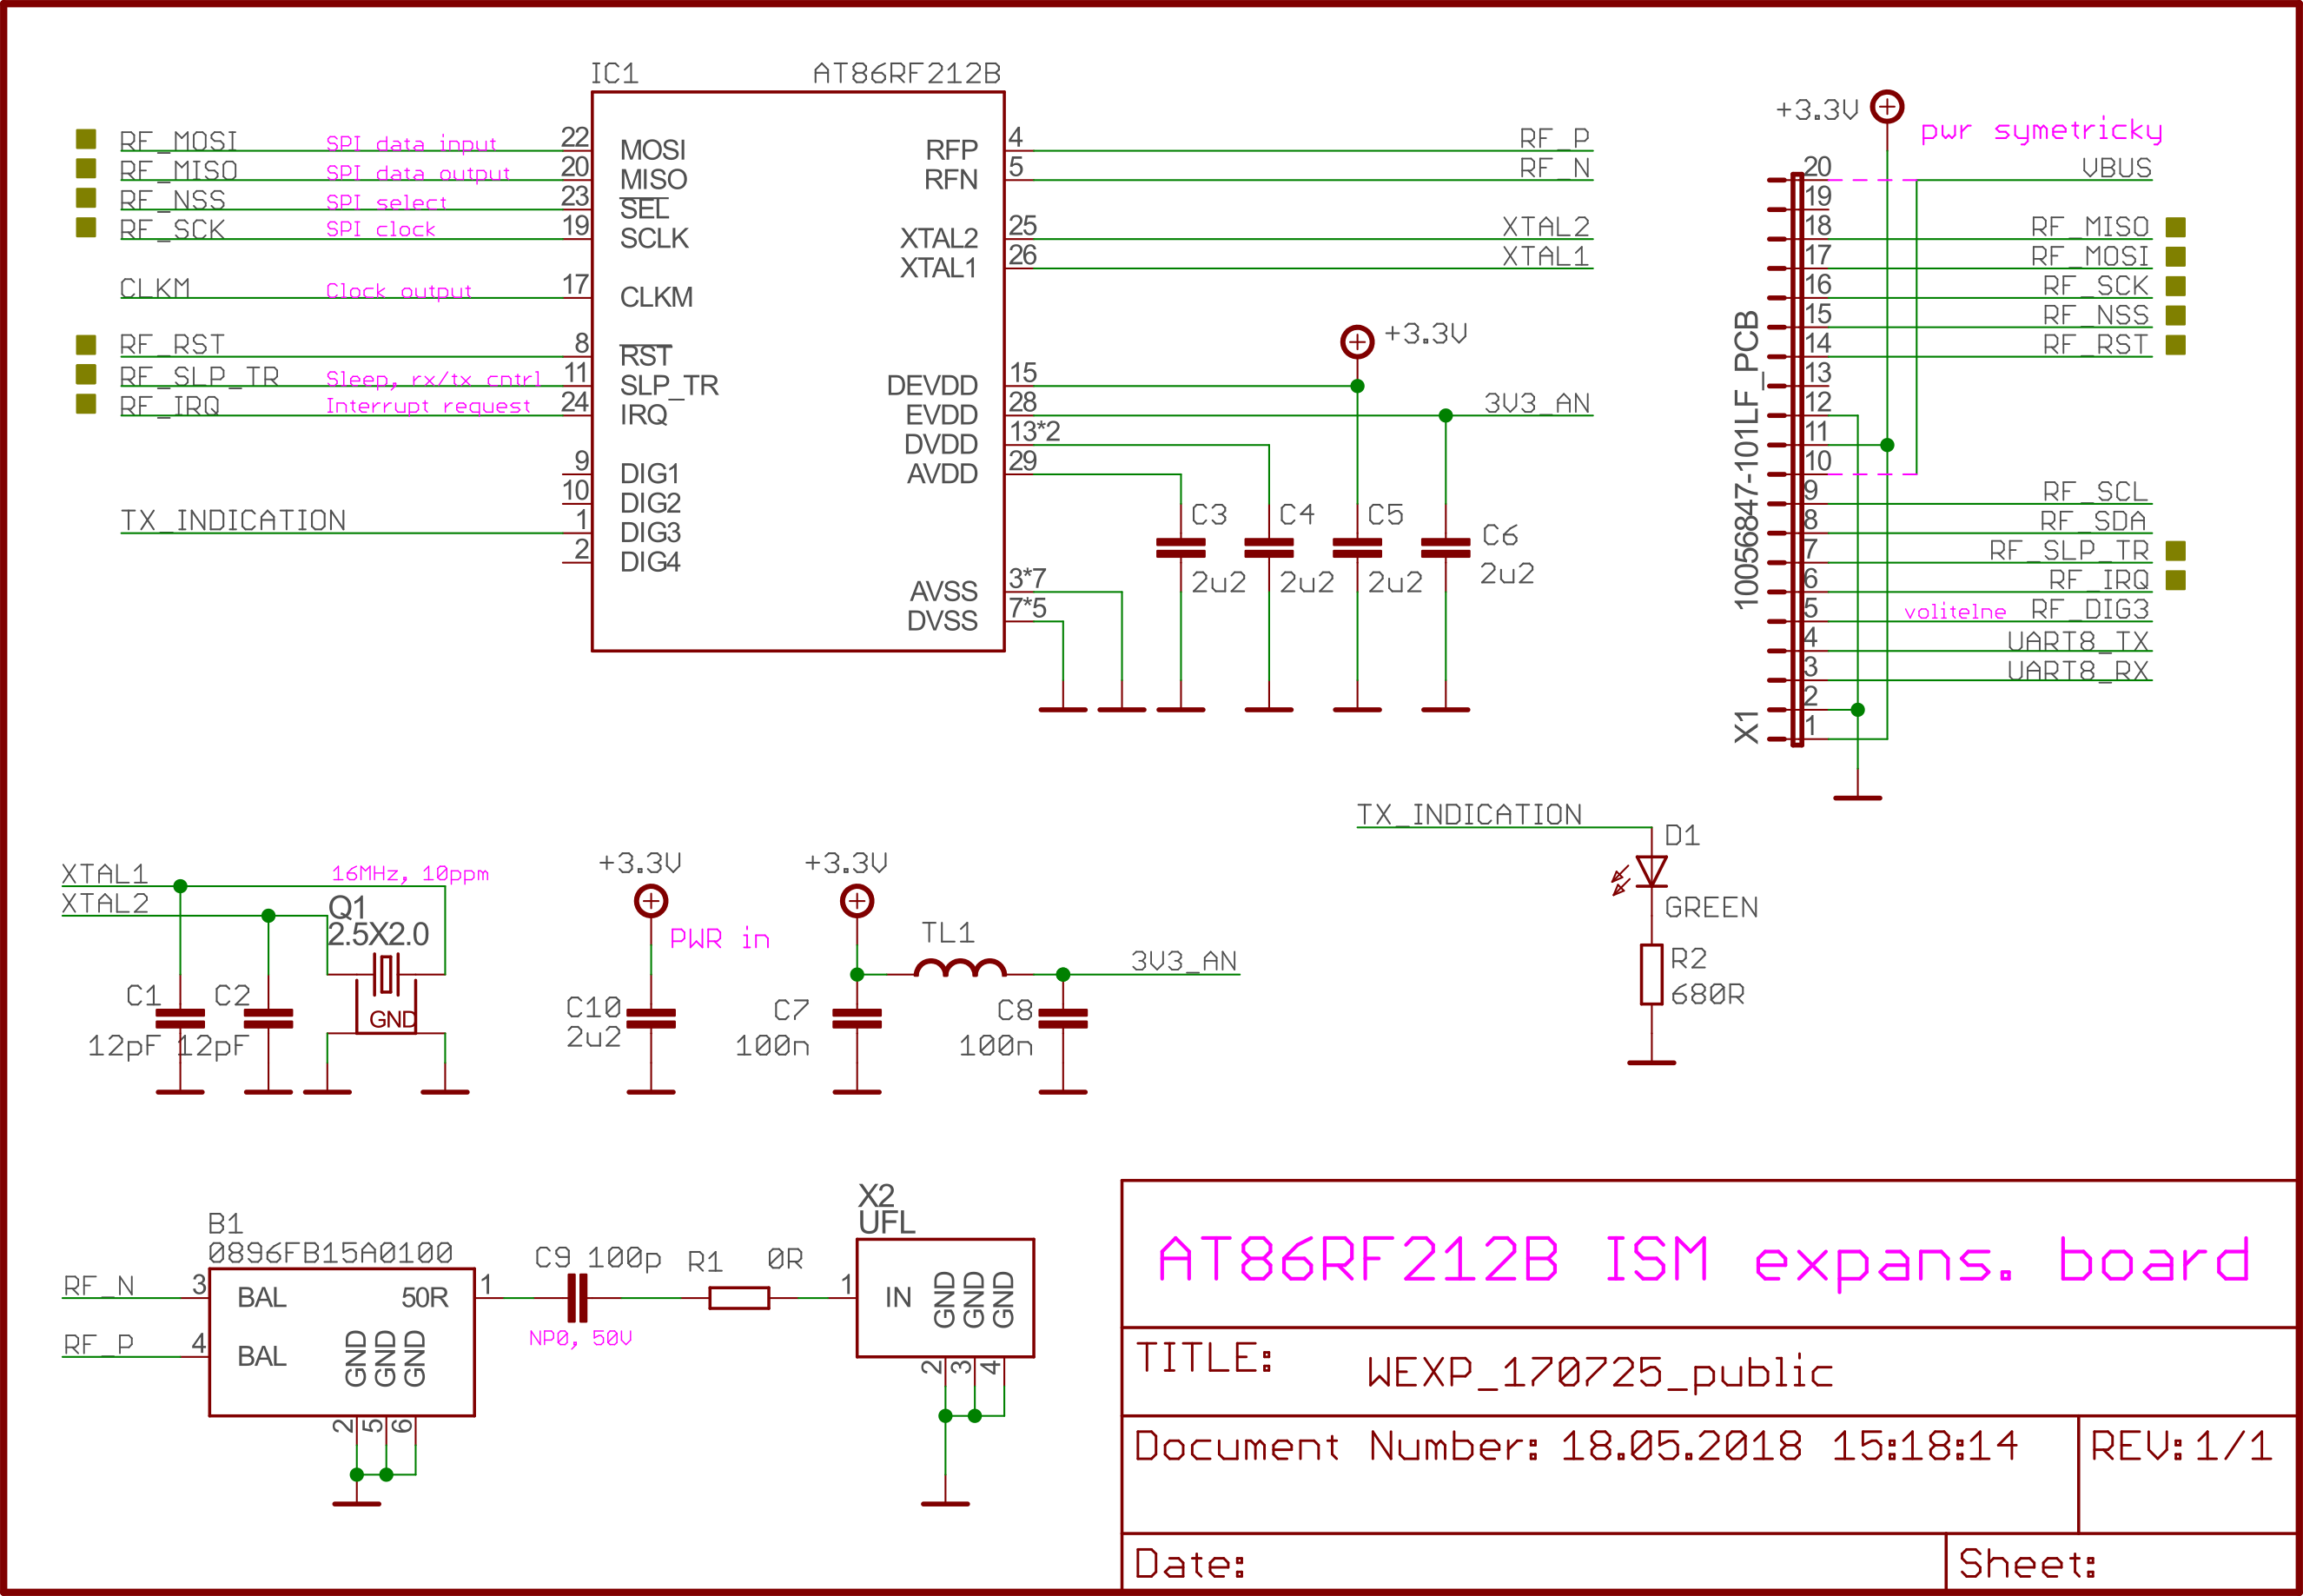 IC1
AT86RF212B
RF_MOSI SPI data input 22 MOSI
RF_MISO SPI data output 20 MISO
RF_NSS SPI select 23 SEL
RF_SCK SPI clock 19 SCLK
CLKM Clock output 17 CLKM
RF_RST 8 RST
RF_SLP_TR Sleep, rx/tx cntrl 11 SLP_TR
RF_IRQ Interrupt request 24 IRQ
9 DIG1
10 DIG2
TX_INDICATION 1 DIG3
2 DIG4
RFP 4 RF_P
RFN 5 RF_N
XTAL2 25 XTAL2
XTAL1 26 XTAL1
+3.3V
DEVDD 15
EVDD 28 3V3_AN
DVDD 13*2
AVDD 29
AVSS 3*7
DVSS 7*5
C3
2u2
C4
2u2
C5
2u2
C6
2u2
+3.3V
pwr symetricky
20 VBUS
19
18 RF_MISO
17 RF_MOSI
16 RF_SCK
15 RF_NSS
14 RF_RST
13
12
11
10
9 RF_SCL
8 RF_SDA
7 RF_SLP_TR
6 RF_IRQ
5 volitelne RF_DIG3
4 UART8_TX
3 UART8_RX
2
1
X1
10056847-101LF_PCB
TX_INDICATION
D1
GREEN
R2
680R
XTAL1
XTAL2
16MHz, 10ppm
Q1
2.5X2.0
GND
C1
12pF
C2
12pF
+3.3V
PWR in
C10
2u2
+3.3V
TL1
3V3_AN
C7
100n
C8
100n
B1
0896FB15A0100
RF_N 3 BAL
RF_P 4 BAL
50R 1
GND GND GND
2 5 6
C9 100p
NP0, 50V
R1 0R
X2
UFL
1 IN
GND GND GND
2 3 4
AT86RF212B ISM expans. board
TITLE: WEXP_170725_public
Document Number: 18.05.2018 15:18:14
REV: 1/1
Date:
Sheet: